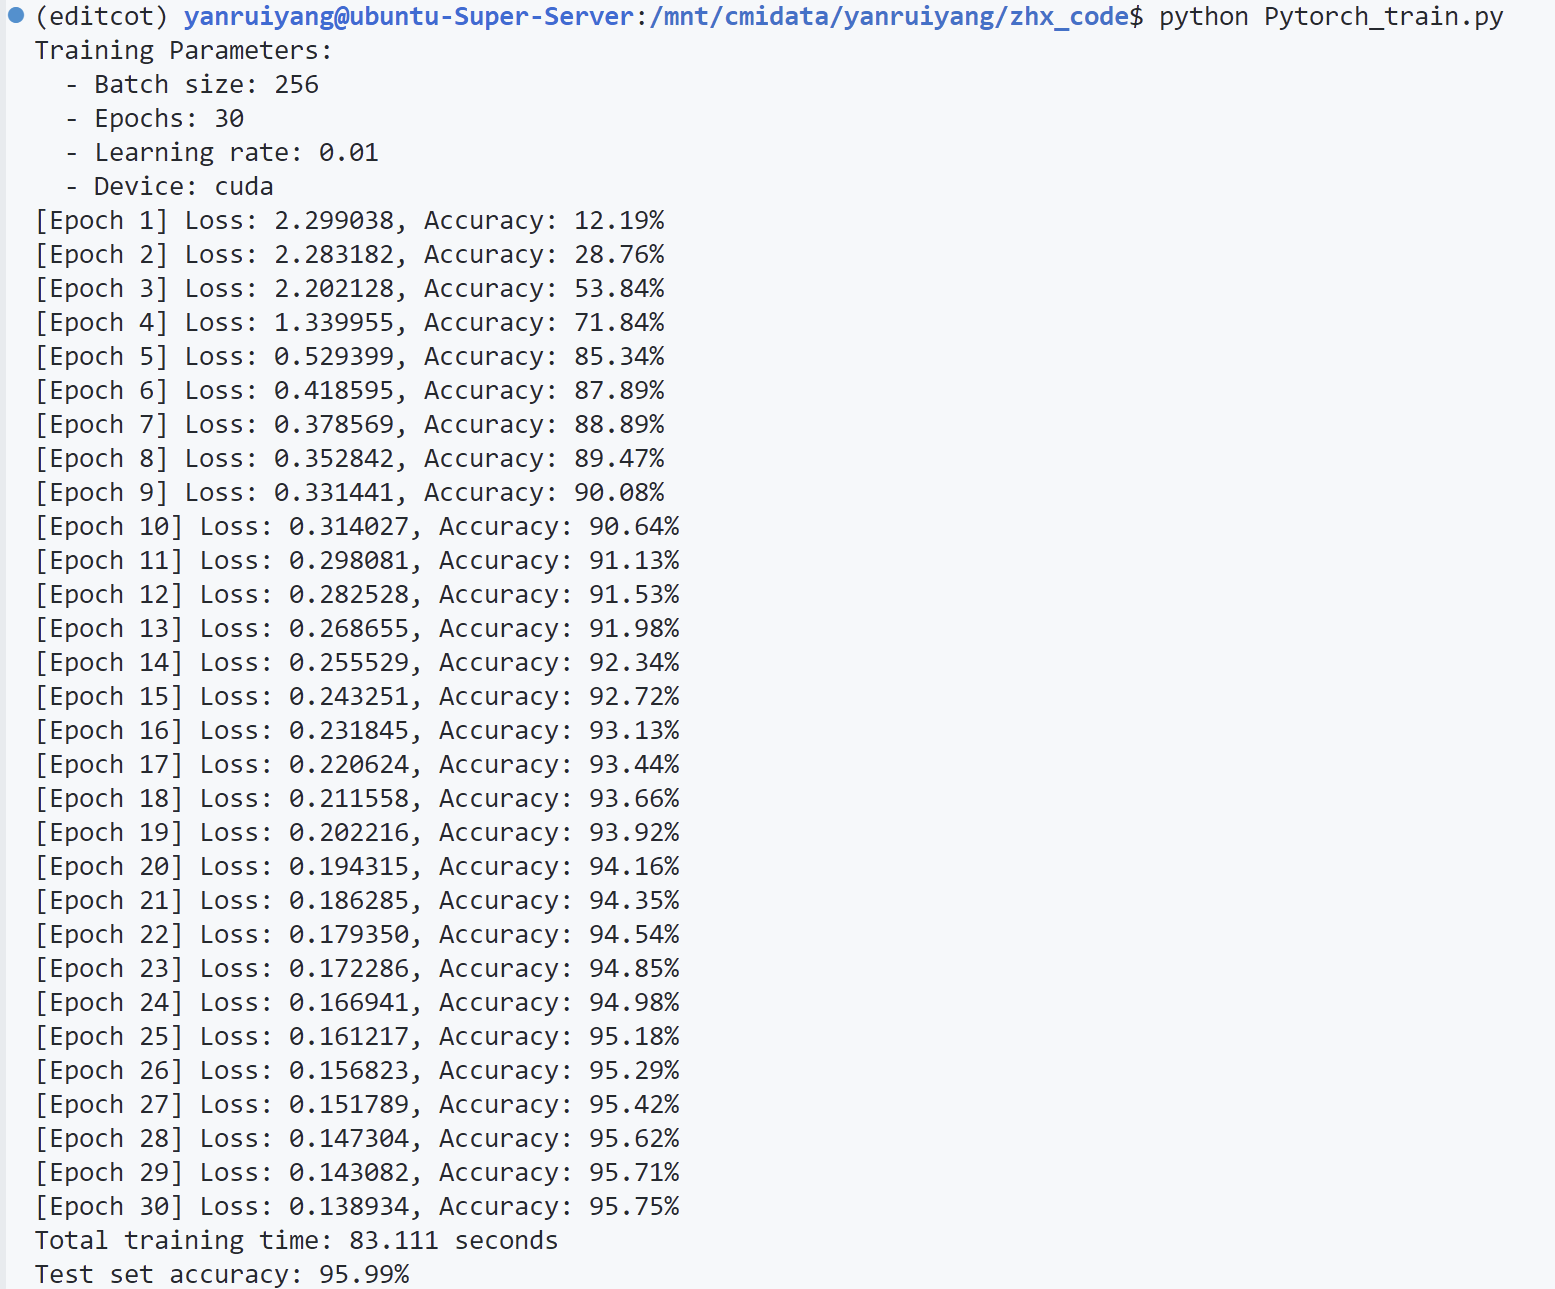 (editcot) yanruiyang@ubuntu-Super-Server:/mnt/cmidata/yanruiyang/zhx_code$ python Pytorch_train.py
Training Parameters:
  - Batch size: 256
  - Epochs: 30
  - Learning rate: 0.01
  - Device: cuda
[Epoch 1] Loss: 2.299038, Accuracy: 12.19%
[Epoch 2] Loss: 2.283182, Accuracy: 28.76%
[Epoch 3] Loss: 2.202128, Accuracy: 53.84%
[Epoch 4] Loss: 1.339955, Accuracy: 71.84%
[Epoch 5] Loss: 0.529399, Accuracy: 85.34%
[Epoch 6] Loss: 0.418595, Accuracy: 87.89%
[Epoch 7] Loss: 0.378569, Accuracy: 88.89%
[Epoch 8] Loss: 0.352842, Accuracy: 89.47%
[Epoch 9] Loss: 0.331441, Accuracy: 90.08%
[Epoch 10] Loss: 0.314027, Accuracy: 90.64%
[Epoch 11] Loss: 0.298081, Accuracy: 91.13%
[Epoch 12] Loss: 0.282528, Accuracy: 91.53%
[Epoch 13] Loss: 0.268655, Accuracy: 91.98%
[Epoch 14] Loss: 0.255529, Accuracy: 92.34%
[Epoch 15] Loss: 0.243251, Accuracy: 92.72%
[Epoch 16] Loss: 0.231845, Accuracy: 93.13%
[Epoch 17] Loss: 0.220624, Accuracy: 93.44%
[Epoch 18] Loss: 0.211558, Accuracy: 93.66%
[Epoch 19] Loss: 0.202216, Accuracy: 93.92%
[Epoch 20] Loss: 0.194315, Accuracy: 94.16%
[Epoch 21] Loss: 0.186285, Accuracy: 94.35%
[Epoch 22] Loss: 0.179350, Accuracy: 94.54%
[Epoch 23] Loss: 0.172286, Accuracy: 94.85%
[Epoch 24] Loss: 0.166941, Accuracy: 94.98%
[Epoch 25] Loss: 0.161217, Accuracy: 95.18%
[Epoch 26] Loss: 0.156823, Accuracy: 95.29%
[Epoch 27] Loss: 0.151789, Accuracy: 95.42%
[Epoch 28] Loss: 0.147304, Accuracy: 95.62%
[Epoch 29] Loss: 0.143082, Accuracy: 95.71%
[Epoch 30] Loss: 0.138934, Accuracy: 95.75%
Total training time: 83.111 seconds
Test set accuracy: 95.99%